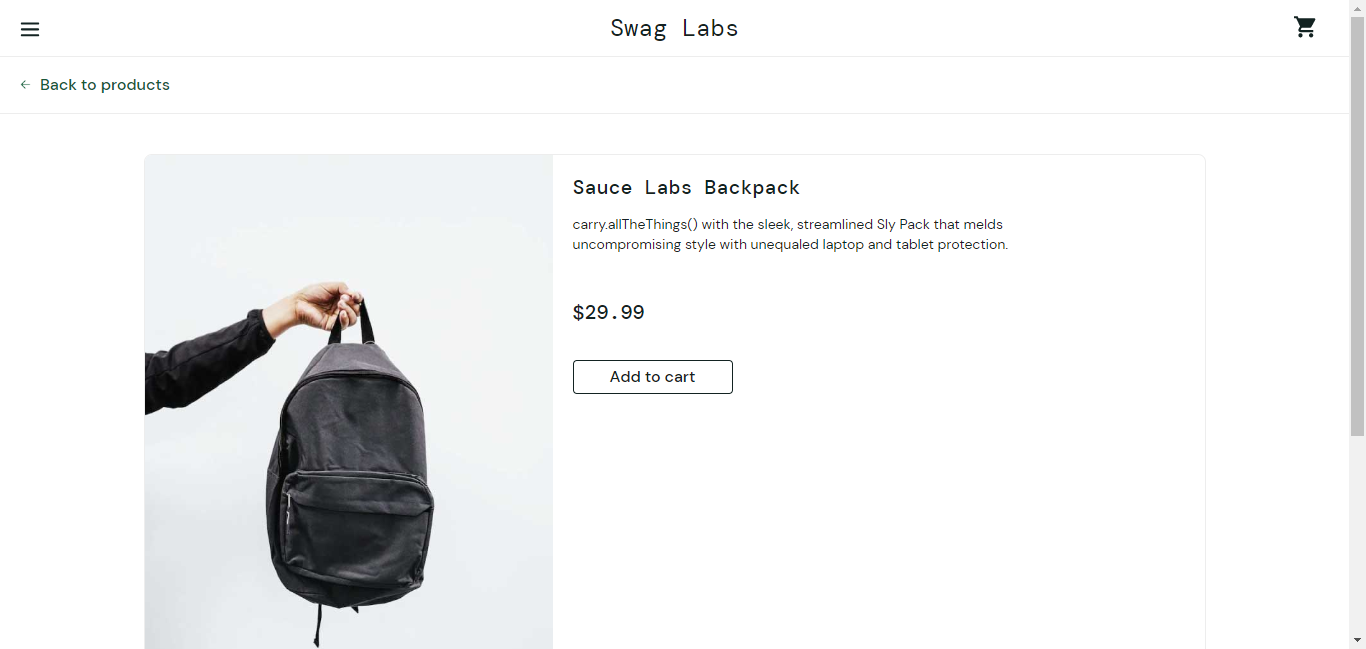 Swag Labs
Back to products
Sauce Labs Backpack
carry.allTheThings() with the sleek, streamlined Sly Pack that melds
uncompromising style with unequaled laptop and tablet protection.
$29.99
Add to cart